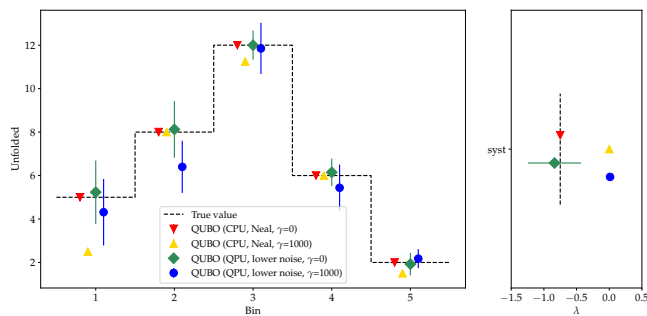 12
10
8
6
4
2
Unfolded
True value
QUBO (CPU, Neal, γ=0)
QUBO (CPU, Neal, γ=1000)
QUBO (QPU, lower noise, γ=0)
QUBO (QPU, lower noise, γ=1000)
1 2 3 4 5
Bin
syst
−1.5 −1.0 −0.5 0.0 0.5
λ